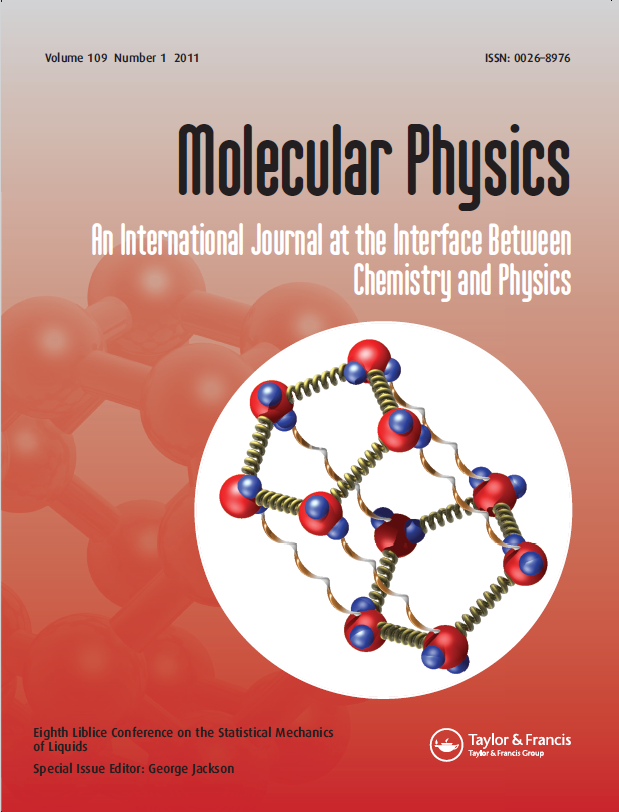 Volume 109 Number 1 2011
ISSN: 0026-8976
Molecular Physics
An International Journal at the Interface Between
Chemistry and Physics
Eighth Liblice Conference on the Statistical Mechanics
of Liquids
Special Issue Editor: George Jackson
Taylor & Francis
Taylor & Francis Group